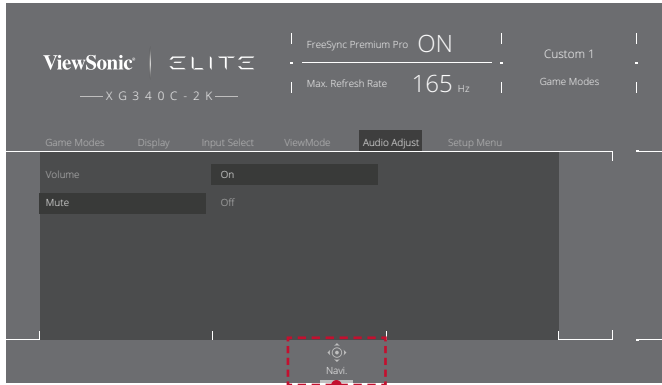 ViewSonic® ELITE
XG340C-2K
FreeSync Premium Pro ON
Max. Refresh Rate 165 Hz
Custom 1
Game Modes
Game Modes Display Input Select ViewMode Audio Adjust Setup Menu
Volume On
Mute Off
Navi.